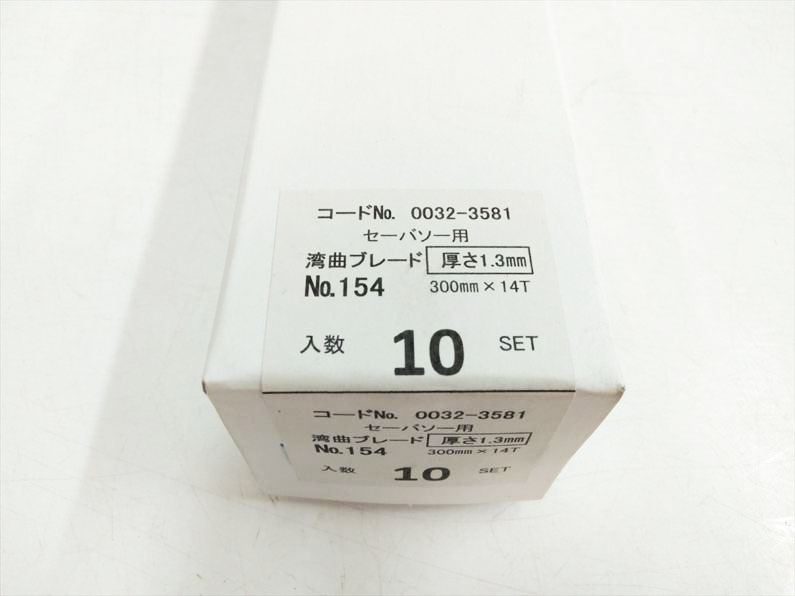 コードNo. 0032-3581
セーバソー用
湾曲ブレード 厚さ1.3mm
No.154 300mm×14T
入数 10 SET
コードNo. 0032-3581
セーバソー用
湾曲ブレード 厚さ1.3mm
No.154 300mm×14T
入数 10 SET